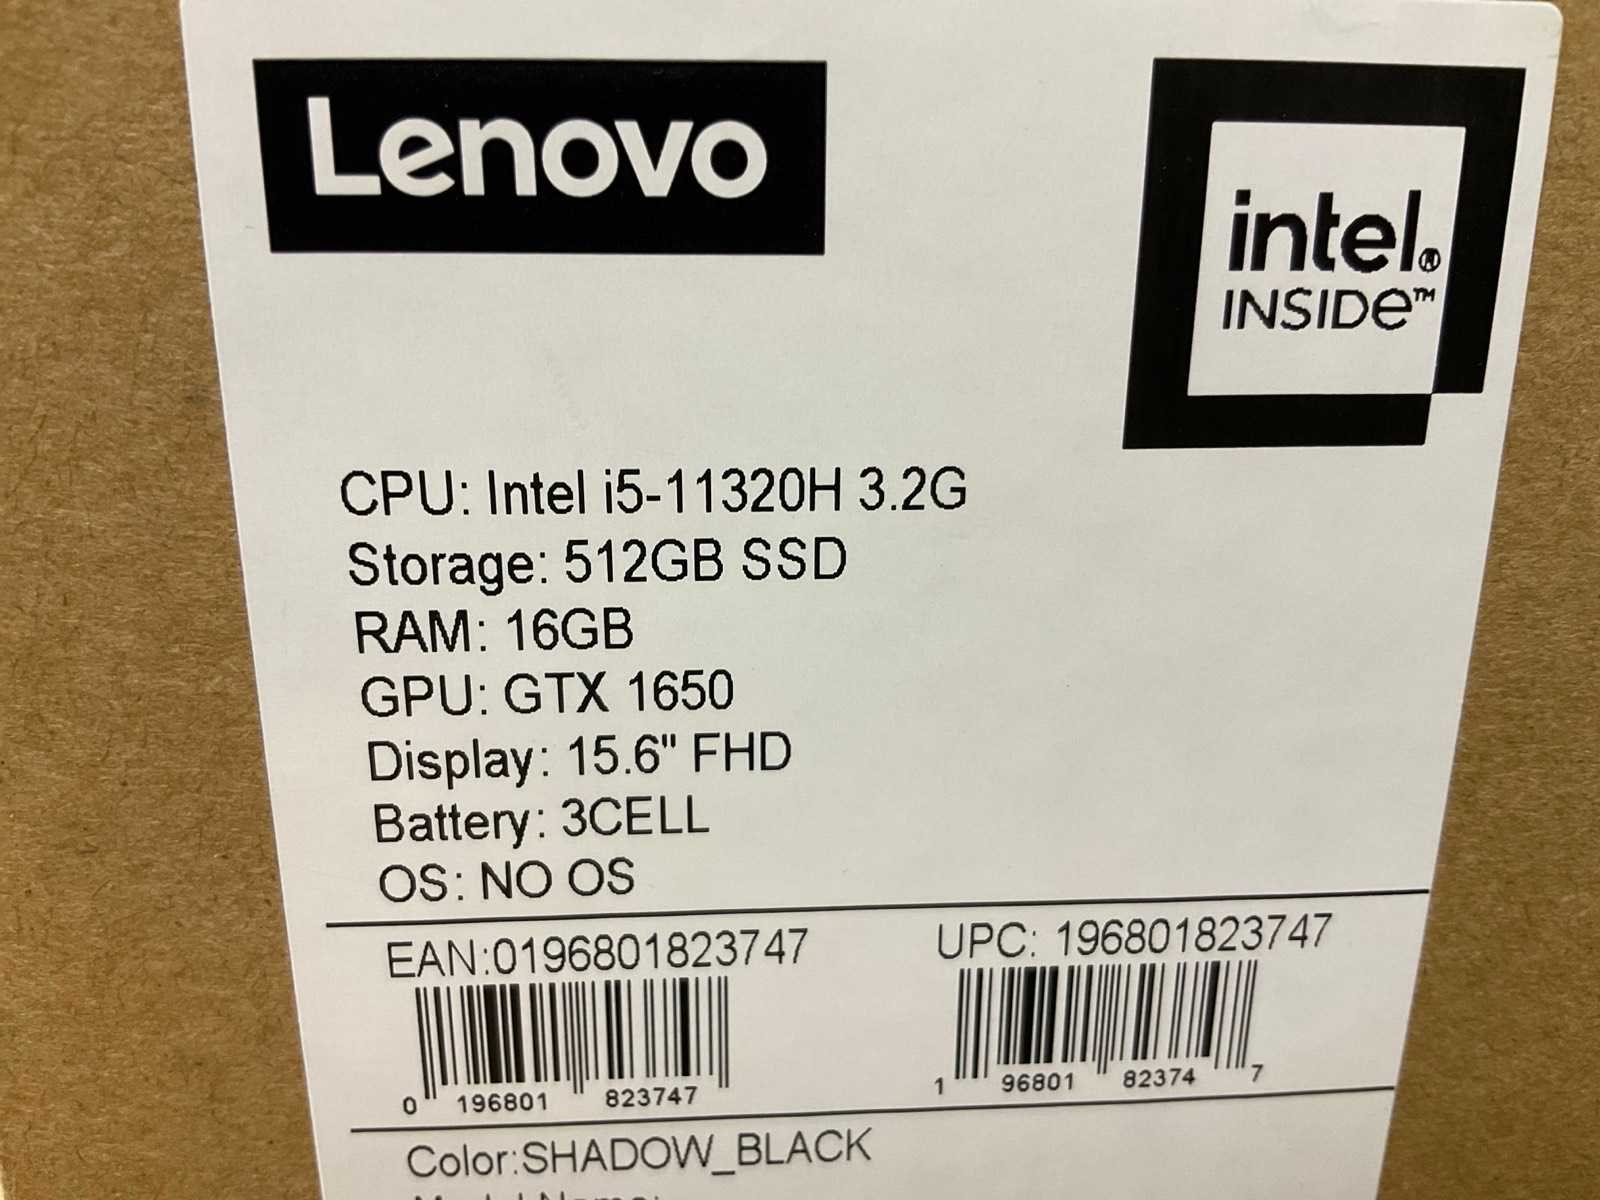 Lenovo
intel®
INSIDe™
CPU: Intel i5-11320H 3.2G
Storage: 512GB SSD
RAM: 16GB
GPU: GTX 1650
Display: 15.6" FHD
Battery: 3CELL
OS: NO OS
EAN:0196801823747
UPC: 196801823747
0 196801 823747
1 96801 82374 7
Color:SHADOW_BLACK